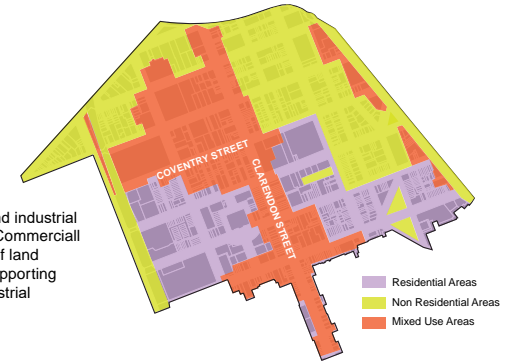 COVENTRY STREET
CLARENDON STREET
nd industrial
Commerciall
f land
pporting
strial
Residential Areas
Non Residential Areas
Mixed Use Areas